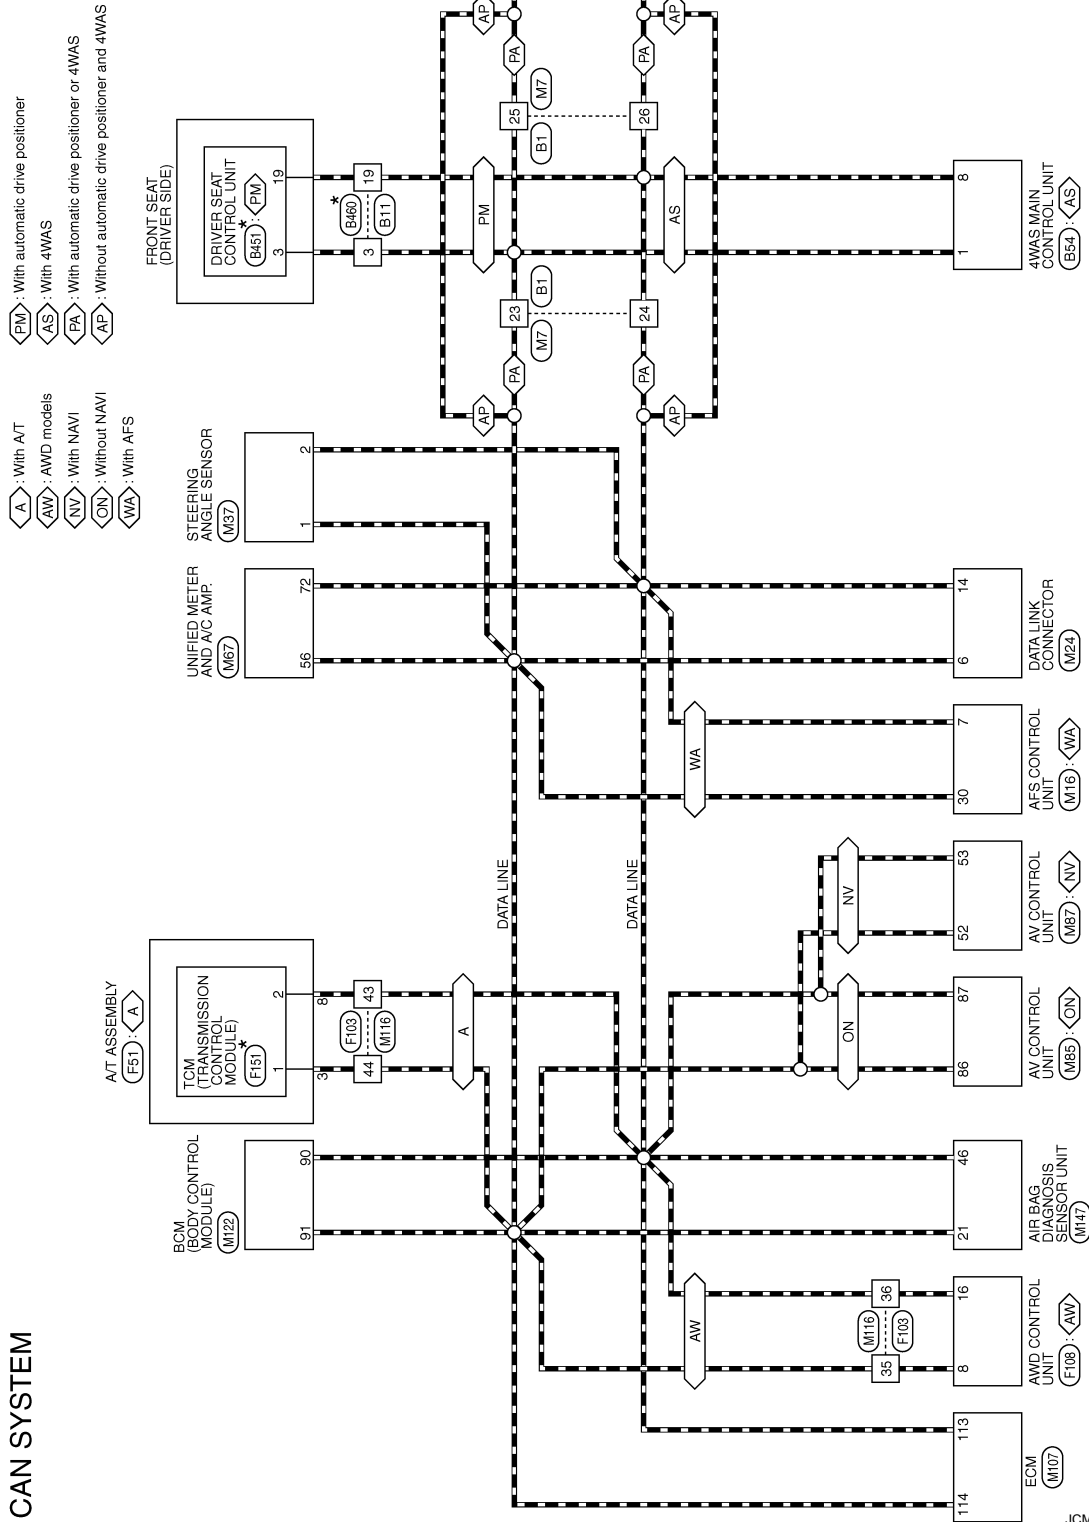 CAN SYSTEM
A : With A/T
AW : AWD models
NV : With NAVI
ON : Without NAVI
WA : With AFS
PM : With automatic drive positioner
AS : With 4WAS
PA : With automatic drive positioner or 4WAS
AP : Without automatic drive positioner and 4WAS
BCM
(BODY CONTROL
MODULE)
M122
91
90
A/T ASSEMBLY
F51 : A
TCM
(TRANSMISSION
CONTROL
MODULE)
F151 *
1
2
3
8
44
43
F103
M116
A
UNIFIED METER
AND A/C AMP.
M67
56
72
STEERING
ANGLE SENSOR
M37
1
2
FRONT SEAT
(DRIVER SIDE)
DRIVER SEAT
CONTROL UNIT
B451 * : PM
3
19
3
19
B460 *
B11
PM
AP
AP
DATA LINE
PA
23
M7
B1
25
B1
M7
PA
DATA LINE
PA
24
26
PA
AP
AS
AP
AW
M116
F103
35
36
ON
NV
WA
114
113
ECM
M107
8
16
AWD CONTROL
UNIT
F108 : AW
21
46
AIR BAG
DIAGNOSIS
SENSOR UNIT
M147
86
87
AV CONTROL
UNIT
M85 : ON
52
53
AV CONTROL
UNIT
M87 : NV
30
7
AFS CONTROL
UNIT
M16 : WA
6
14
DATA LINK
CONNECTOR
M24
1
8
4WAS MAIN
CONTROL UNIT
B54 : AS